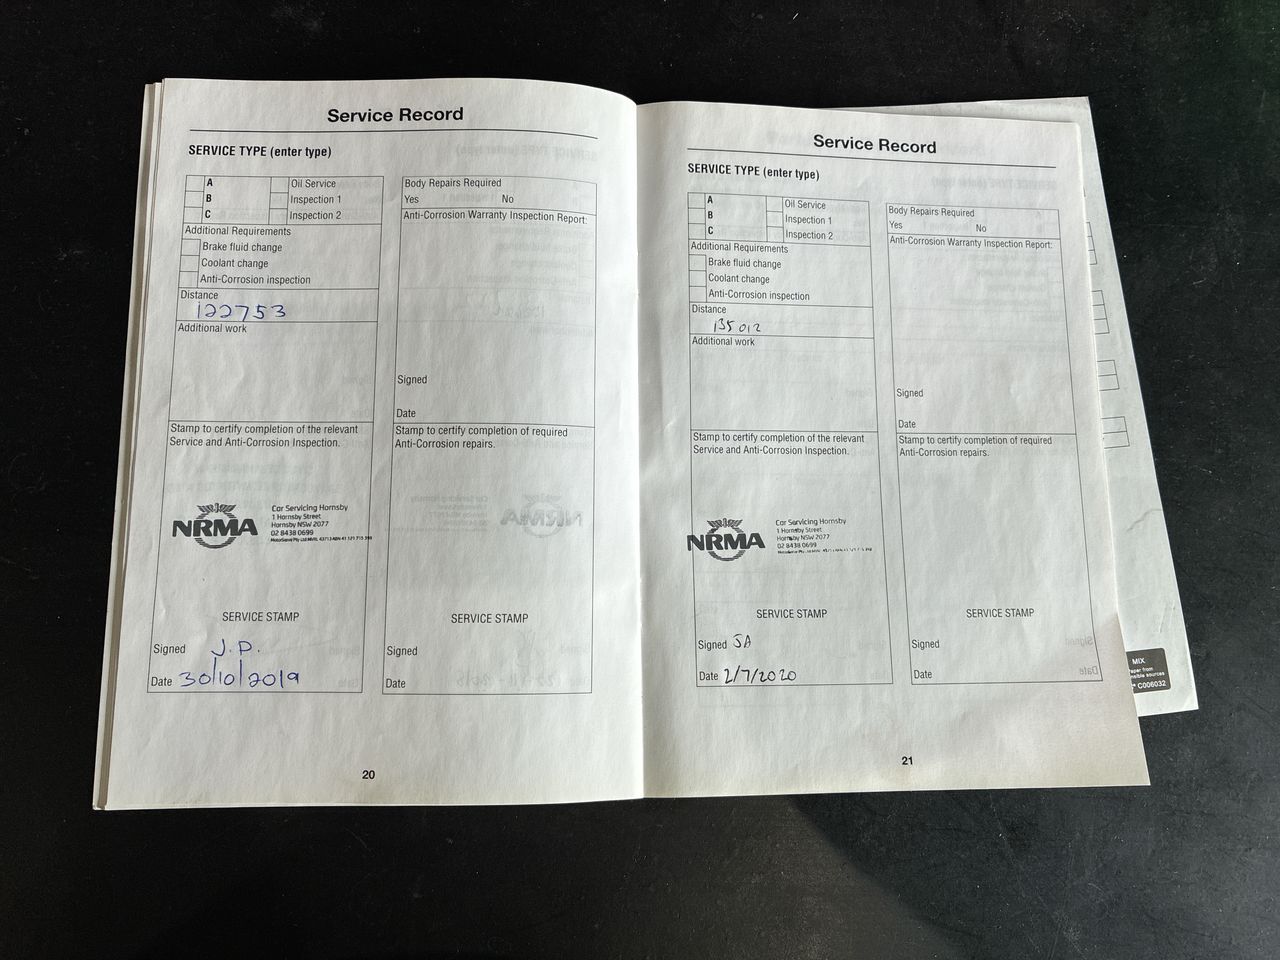 Service Record
SERVICE TYPE (enter type)
A Oil Service
B Inspection 1
C Inspection 2
Additional Requirements
Brake fluid change
Coolant change
Anti-Corrosion inspection
Distance
122753
Additional work
Stamp to certify completion of the relevant
Service and Anti-Corrosion Inspection.
NRMA
Car Servicing Hornsby
1 Hornsby Street
Hornsby NSW 2077
02 8438 0699
SERVICE STAMP
Signed J.D.
Date 30/10/2019
Body Repairs Required
Yes No
Anti-Corrosion Warranty Inspection Report:
Signed
Date
Stamp to certify completion of required
Anti-Corrosion repairs.
SERVICE STAMP
Signed
Date
20
Service Record
SERVICE TYPE (enter type)
A Oil Service
B Inspection 1
C Inspection 2
Additional Requirements
Brake fluid change
Coolant change
Anti-Corrosion inspection
Distance
135012
Additional work
Stamp to certify completion of the relevant
Service and Anti-Corrosion Inspection.
NRMA
Car Servicing Hornsby
1 Hornsby Street
Hornsby NSW 2077
02 8438 0699
SERVICE STAMP
Signed JA
Date 2/7/2020
Body Repairs Required
Yes No
Anti-Corrosion Warranty Inspection Report:
Signed
Date
Stamp to certify completion of required
Anti-Corrosion repairs.
SERVICE STAMP
Signed
Date
21
MIX
Paper from
sources
C006032